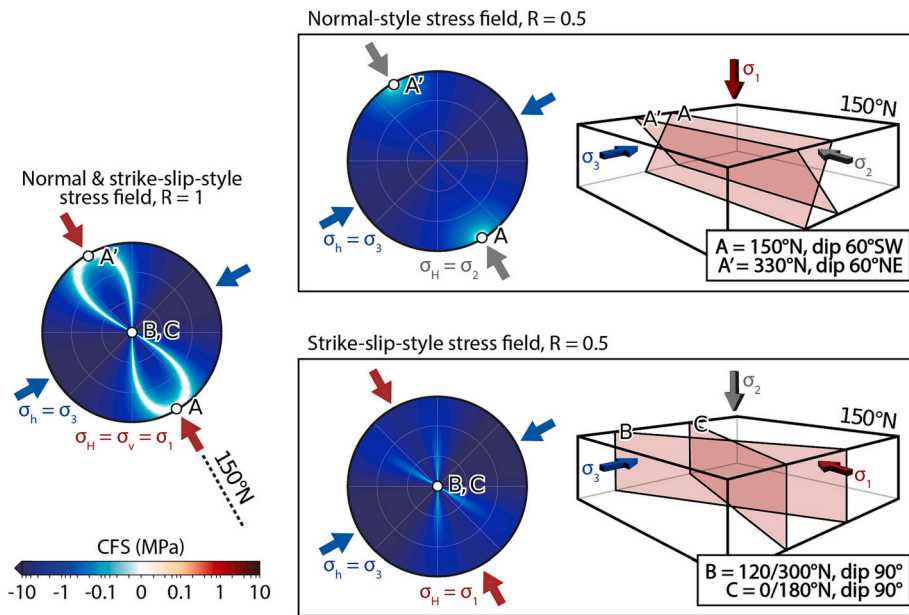 Normal-style stress field, R = 0.5
A'
A
σH = σ2
σh = σ3
σ1
150°N
A'
A
σ3
σ2
A = 150°N, dip 60°SW
A' = 330°N, dip 60°NE
Normal & strike-slip-style
stress field, R = 1
A'
B, C
A
σh = σ3
σH = σv = σ1
150°N
CFS (MPa)
-10 -1 -0.1 0 0.1 1 10
Strike-slip-style stress field, R = 0.5
B, C
σh = σ3
σH = σ1
σ2
150°N
B
C
σ3
σ1
B = 120/300°N, dip 90°
C = 0/180°N, dip 90°